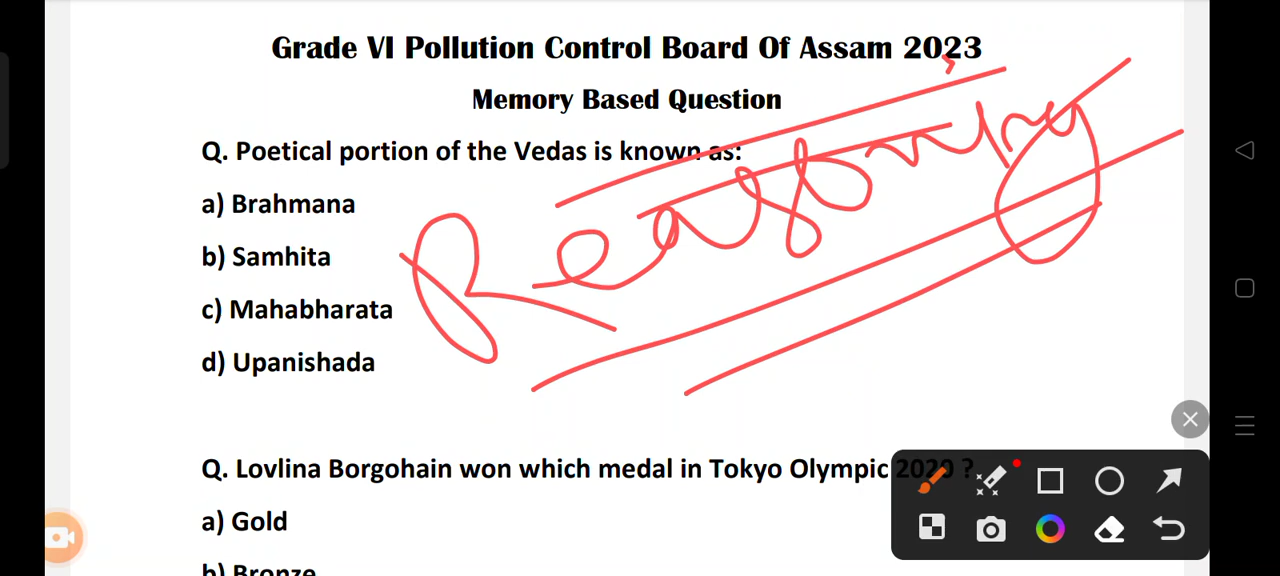 Grade VI Pollution Control Board Of Assam 2023
Memory Based Question
Q. Poetical portion of the Vedas is known as:
a) Brahmana
b) Samhita
c) Mahabharata
d) Upanishada
Reasoning
Q. Lovlina Borgohain won which medal in Tokyo Olympic 2020 ?
a) Gold
b) Bronze